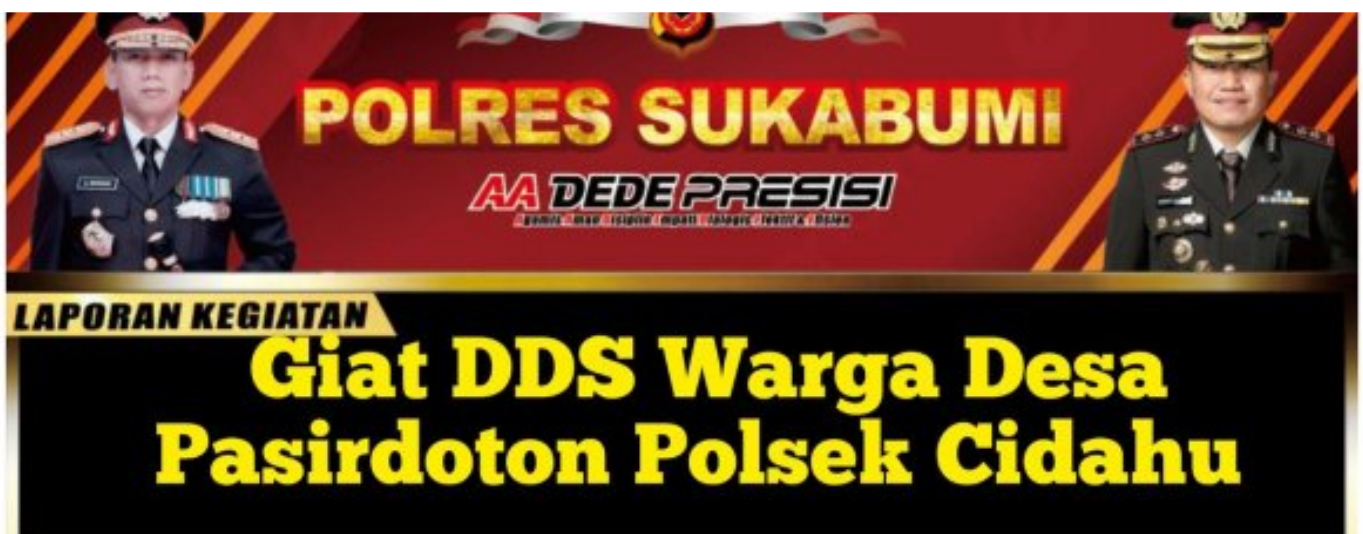 POLRES SUKABUMI
AA DEDE PRESISI
LAPORAN KEGIATAN
Giat DDS Warga Desa
Pasirdoton Polsek Cidahu